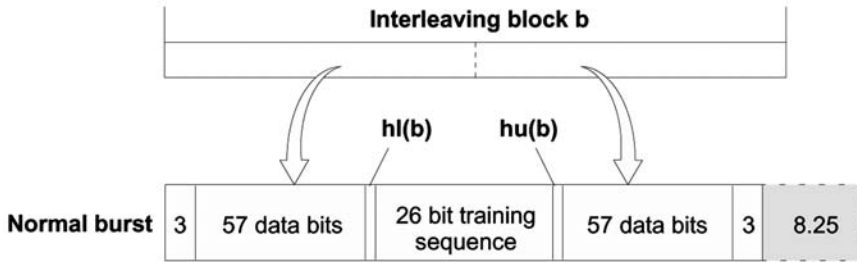 Interleaving block b
hl(b)
hu(b)
Normal burst
3
57 data bits
26 bit training
sequence
57 data bits
3
8.25